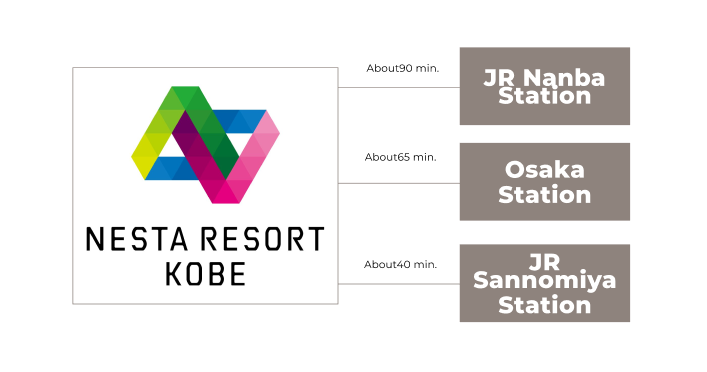 NESTA RESORT
KOBE
About90 min.
JR Nanba
Station
About65 min.
Osaka
Station
About40 min.
JR
Sannomiya
Station